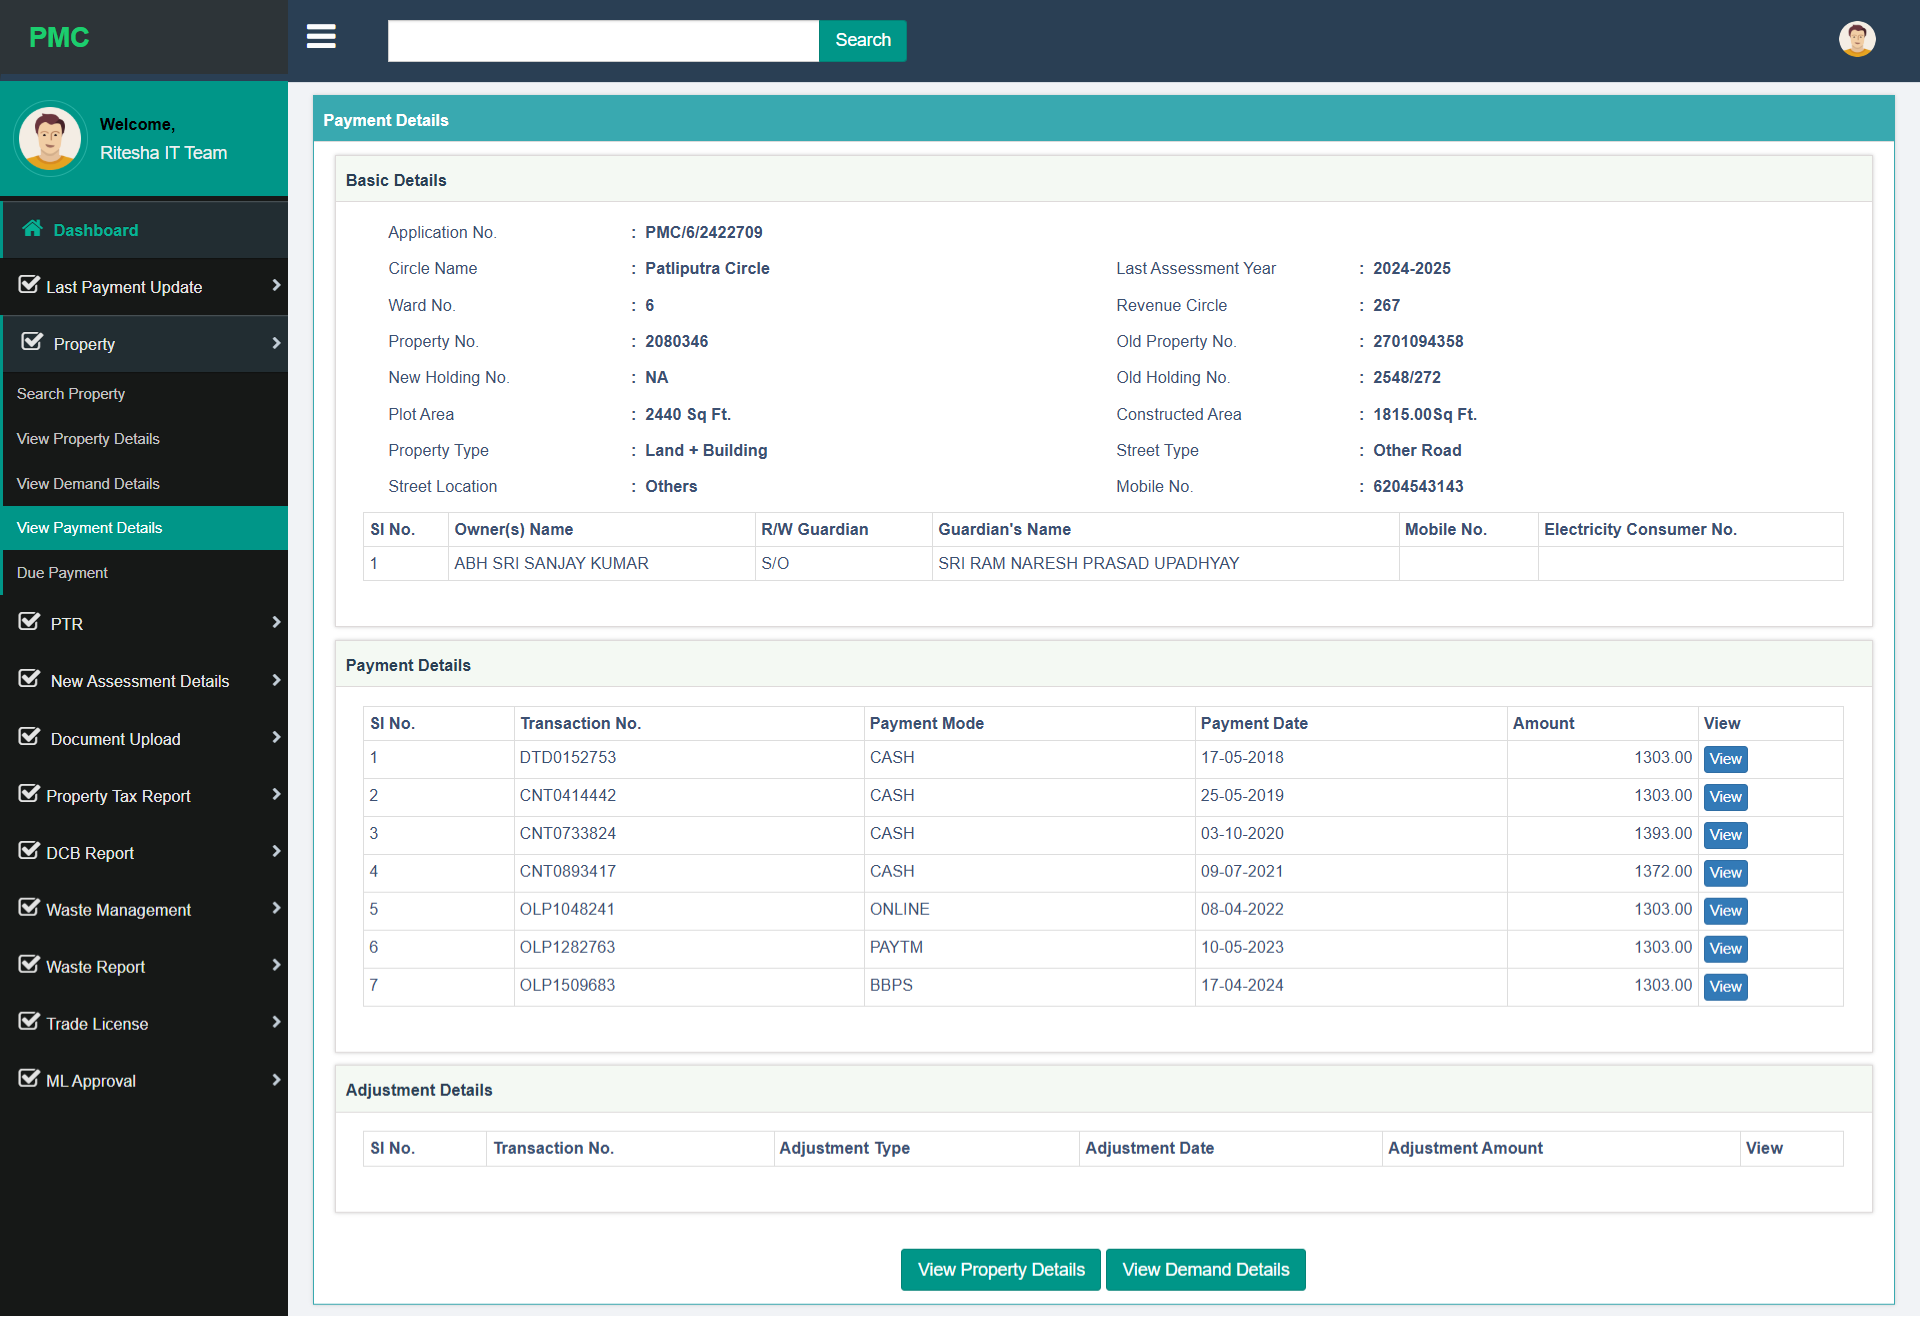 PMC
Search
Welcome,
Ritesha IT Team
Dashboard
Last Payment Update
Property
Search Property
View Property Details
View Demand Details
View Payment Details
Due Payment
PTR
New Assessment Details
Document Upload
Property Tax Report
DCB Report
Waste Management
Waste Report
Trade License
ML Approval
Payment Details
Basic Details
Application No. : PMC/6/2422709
Circle Name : Patliputra Circle Last Assessment Year : 2024-2025
Ward No. : 6 Revenue Circle : 267
Property No. : 2080346 Old Property No. : 2701094358
New Holding No. : NA Old Holding No. : 2548/272
Plot Area : 2440 Sq Ft. Constructed Area : 1815.00Sq Ft.
Property Type : Land + Building Street Type : Other Road
Street Location : Others Mobile No. : 6204543143
Sl No. Owner(s) Name R/W Guardian Guardian's Name Mobile No. Electricity Consumer No.
1 ABH SRI SANJAY KUMAR S/O SRI RAM NARESH PRASAD UPADHYAY
Payment Details
Sl No. Transaction No. Payment Mode Payment Date Amount View
1 DTD0152753 CASH 17-05-2018 1303.00 View
2 CNT0414442 CASH 25-05-2019 1303.00 View
3 CNT0733824 CASH 03-10-2020 1393.00 View
4 CNT0893417 CASH 09-07-2021 1372.00 View
5 OLP1048241 ONLINE 08-04-2022 1303.00 View
6 OLP1282763 PAYTM 10-05-2023 1303.00 View
7 OLP1509683 BBPS 17-04-2024 1303.00 View
Adjustment Details
Sl No. Transaction No. Adjustment Type Adjustment Date Adjustment Amount View
View Property Details View Demand Details